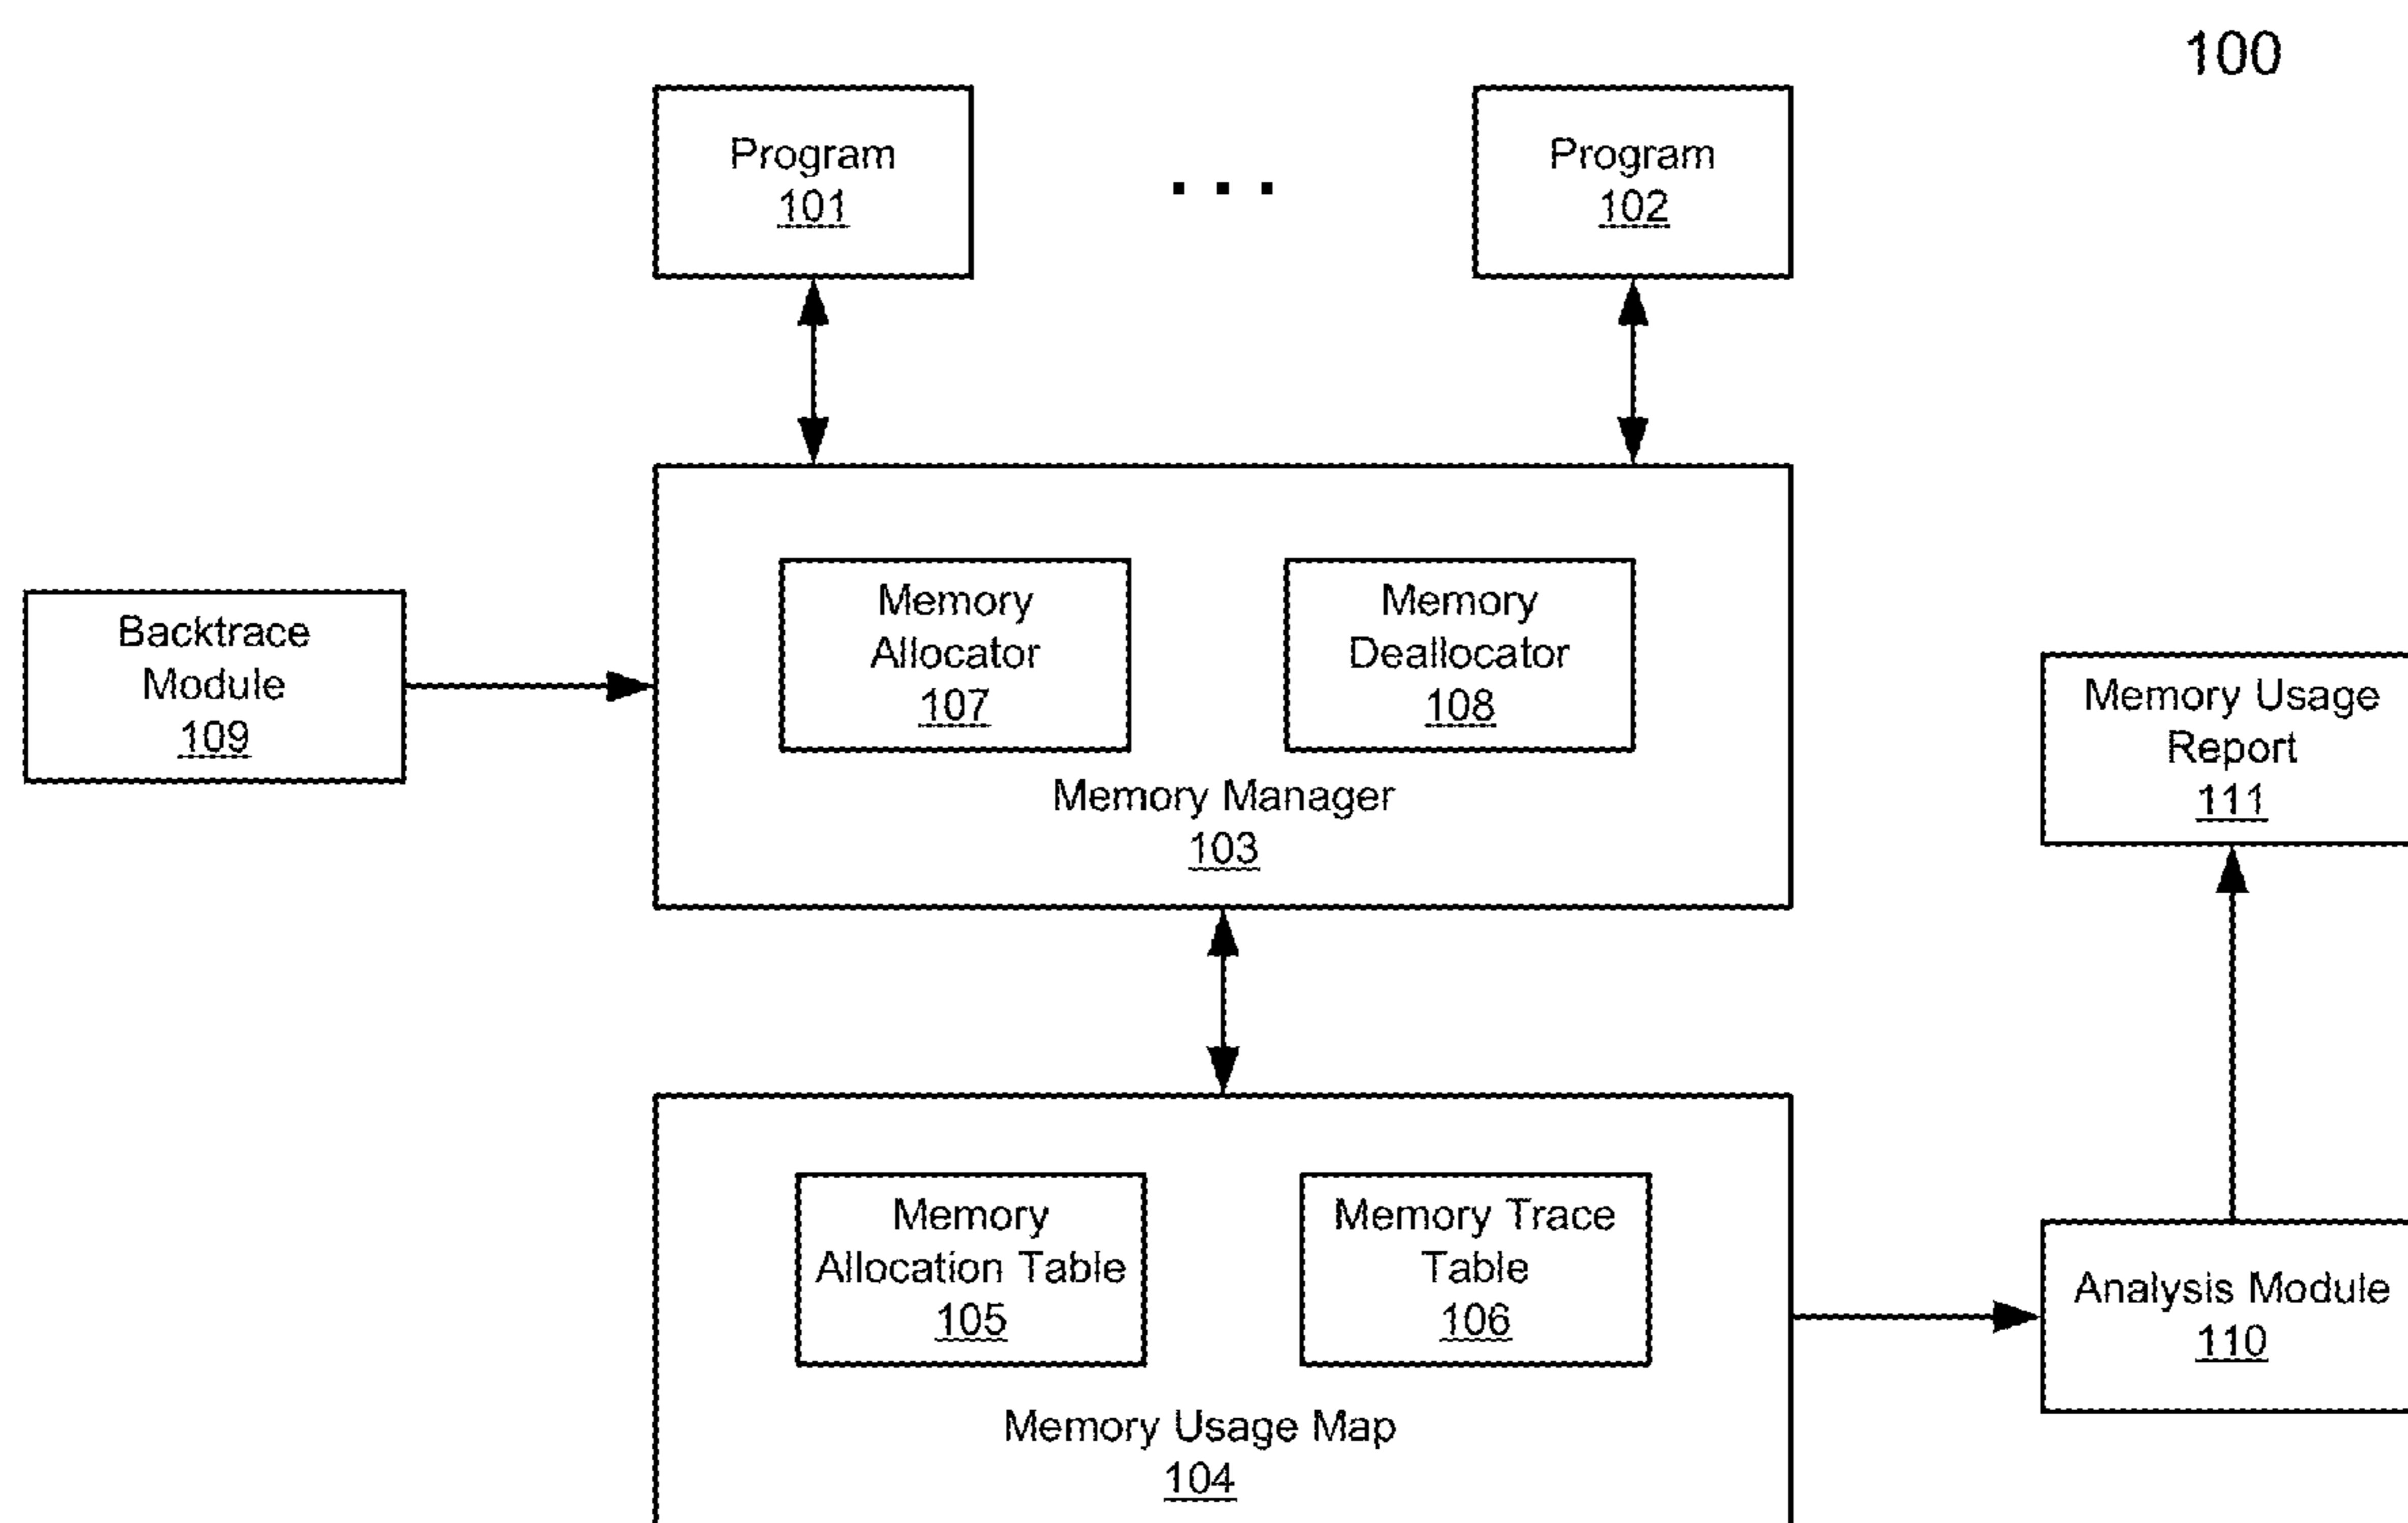 100
Program
101
. . .
Program
102
Memory
Allocator
107
Memory
Deallocator
108
Memory Manager
103
Backtrace
Module
109
Memory Usage
Report
111
Memory
Allocation Table
105
Memory Trace
Table
106
Memory Usage Map
104
Analysis Module
110